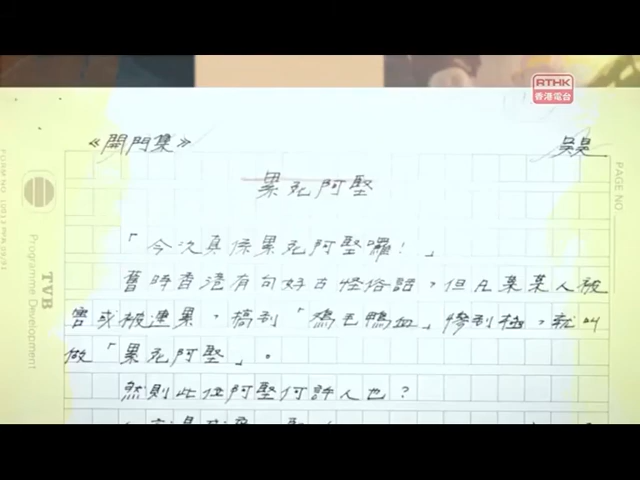 RTHK
香港電台
《開門集》
吳昊
累死阿堅
「今次真係累死阿堅囉！」
舊時香港有句好古怪俗話，但凡某某人被
害或被連累，搞到「鷄毛鴨血」慘到極，就叫
做「累死阿堅」。
然則此位阿堅何許人也？
PAGE NO.
TVB
Programme Development